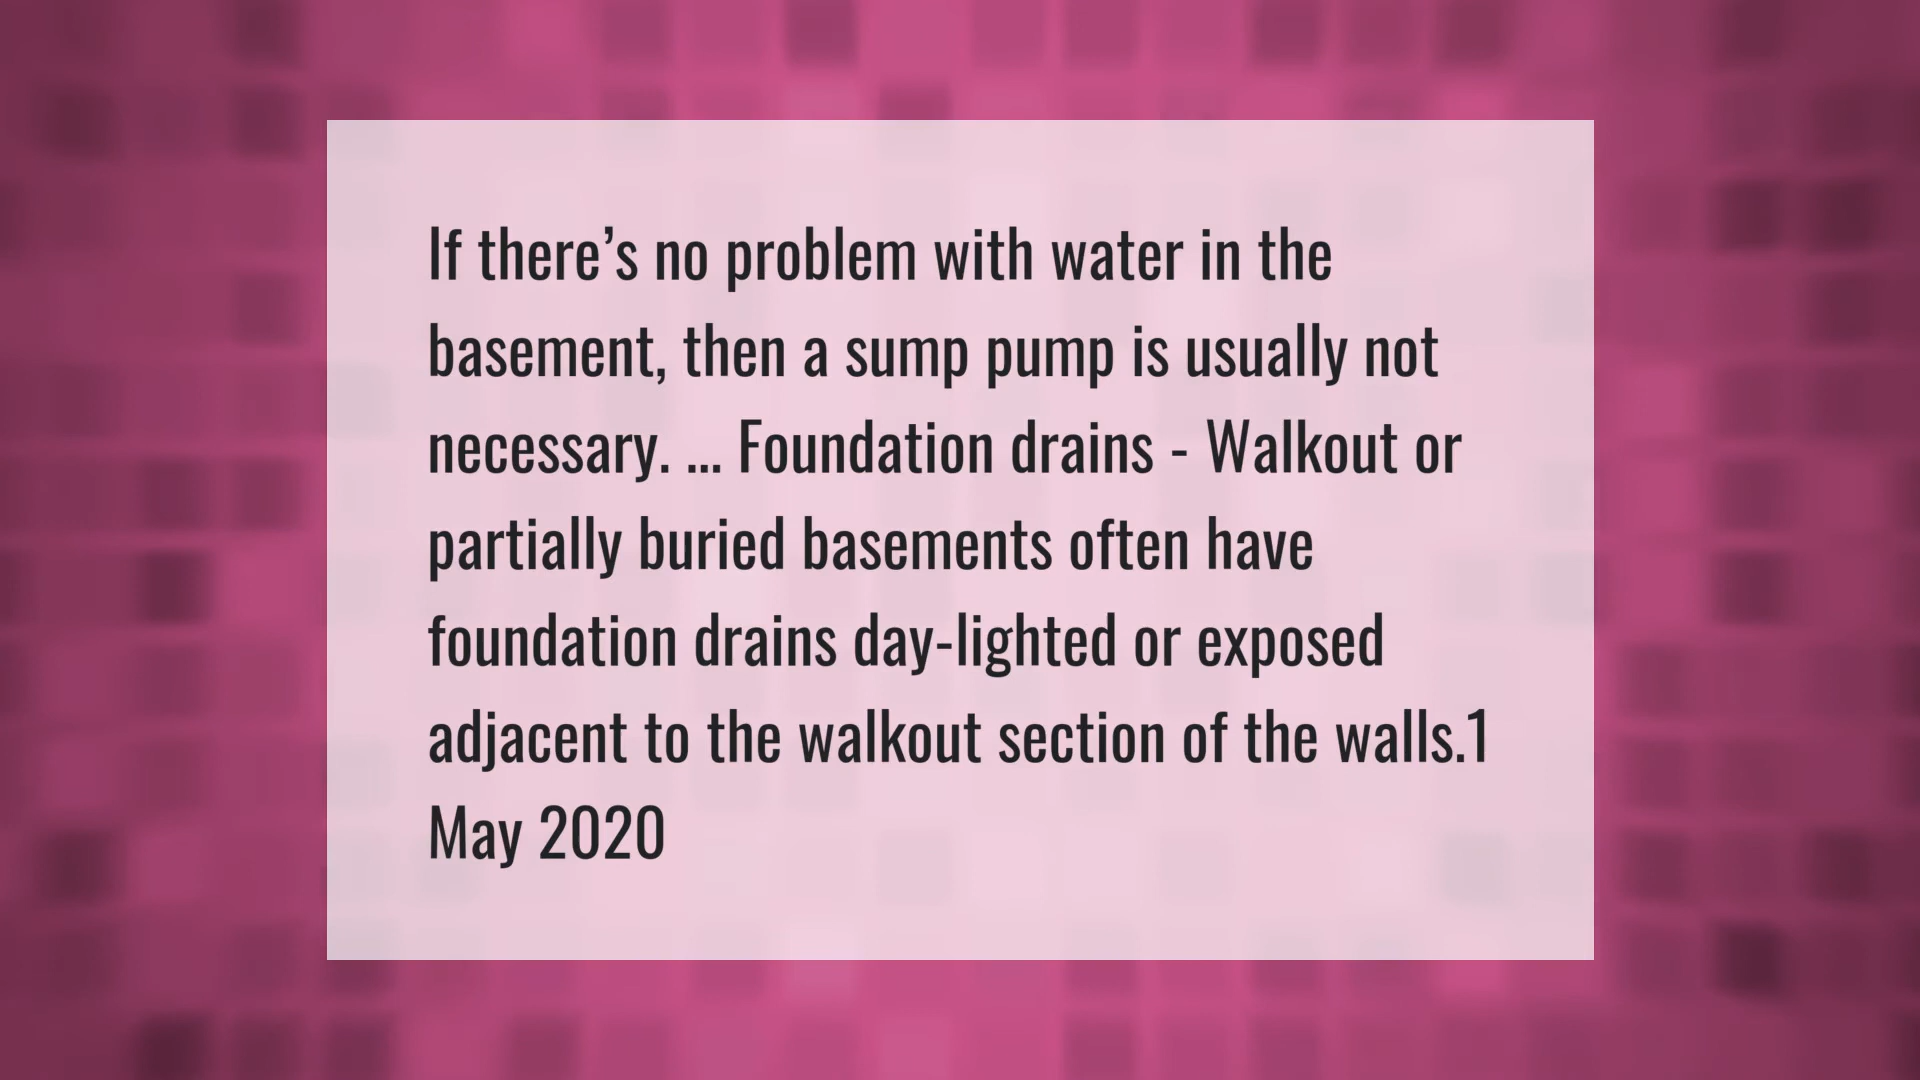 If there’s no problem with water in the
basement, then a sump pump is usually not
necessary. ... Foundation drains - Walkout or
partially buried basements often have
foundation drains day-lighted or exposed
adjacent to the walkout section of the walls.1
May 2020